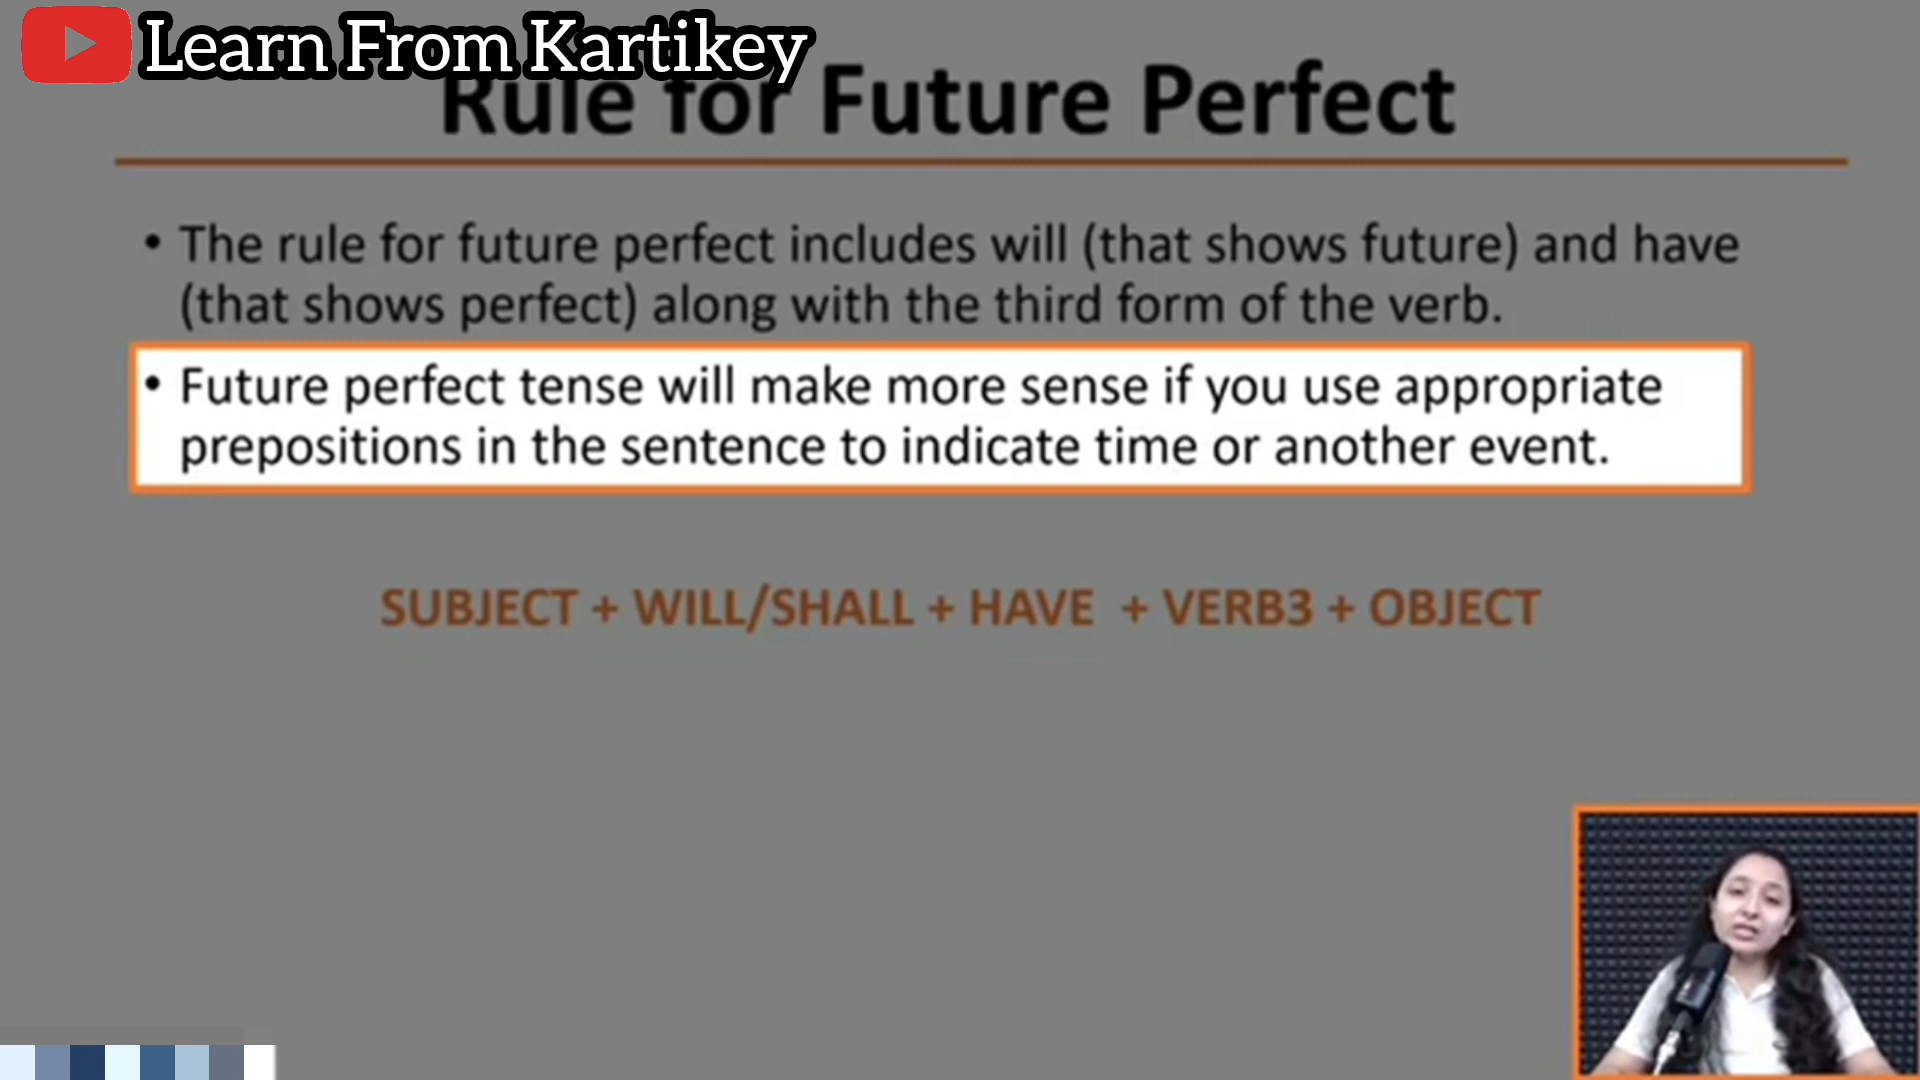 Learn From Kartikey
Rule for Future Perfect
• The rule for future perfect includes will (that shows future) and have
(that shows perfect) along with the third form of the verb.
• Future perfect tense will make more sense if you use appropriate
prepositions in the sentence to indicate time or another event.
SUBJECT + WILL/SHALL + HAVE + VERB3 + OBJECT